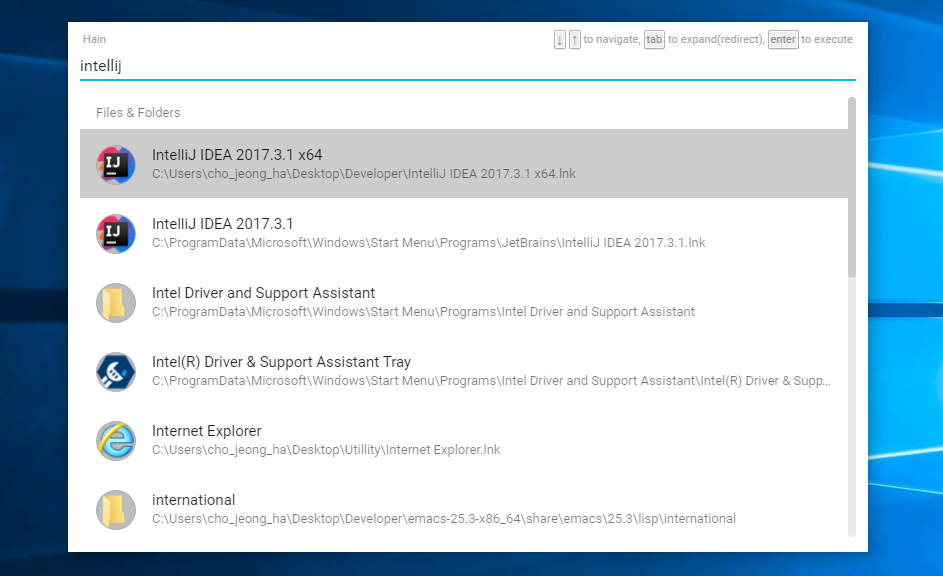 Hain
↓ ↑ to navigate, tab to expand(redirect), enter to execute
intellij
Files & Folders
IJ
IntelliJ IDEA 2017.3.1 x64
C:\Users\cho_jeong_ha\Desktop\Developer\IntelliJ IDEA 2017.3.1 x64.lnk
IJ
IntelliJ IDEA 2017.3.1
C:\ProgramData\Microsoft\Windows\Start Menu\Programs\JetBrains\IntelliJ IDEA 2017.3.1.lnk
Intel Driver and Support Assistant
C:\ProgramData\Microsoft\Windows\Start Menu\Programs\Intel Driver and Support Assistant
Intel(R) Driver & Support Assistant Tray
C:\ProgramData\Microsoft\Windows\Start Menu\Programs\Intel Driver and Support Assistant\Intel(R) Driver & Supp...
Internet Explorer
C:\Users\cho_jeong_ha\Desktop\Utillity\Internet Explorer.lnk
international
C:\Users\cho_jeong_ha\Desktop\Developer\emacs-25.3-x86_64\share\emacs\25.3\lisp\international